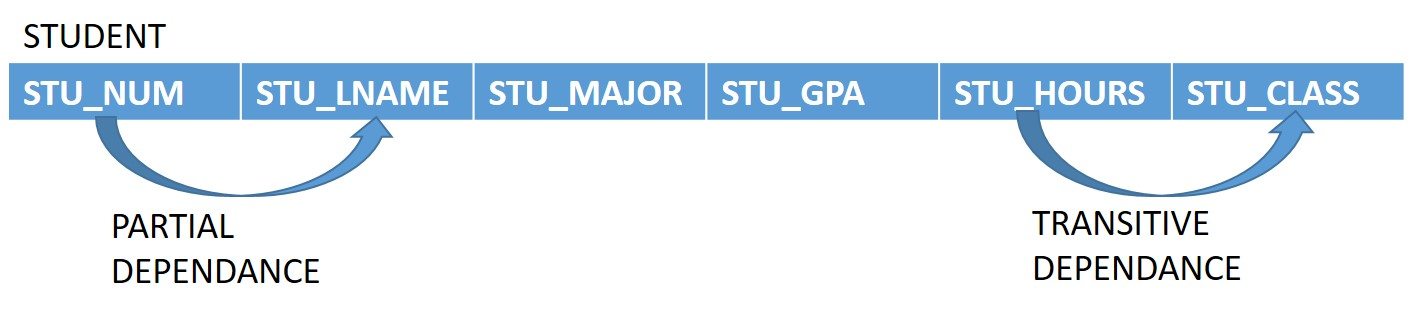 STUDENT
STU_NUM STU_LNAME STU_MAJOR STU_GPA STU_HOURS STU_CLASS
PARTIAL
DEPENDANCE
TRANSITIVE
DEPENDANCE